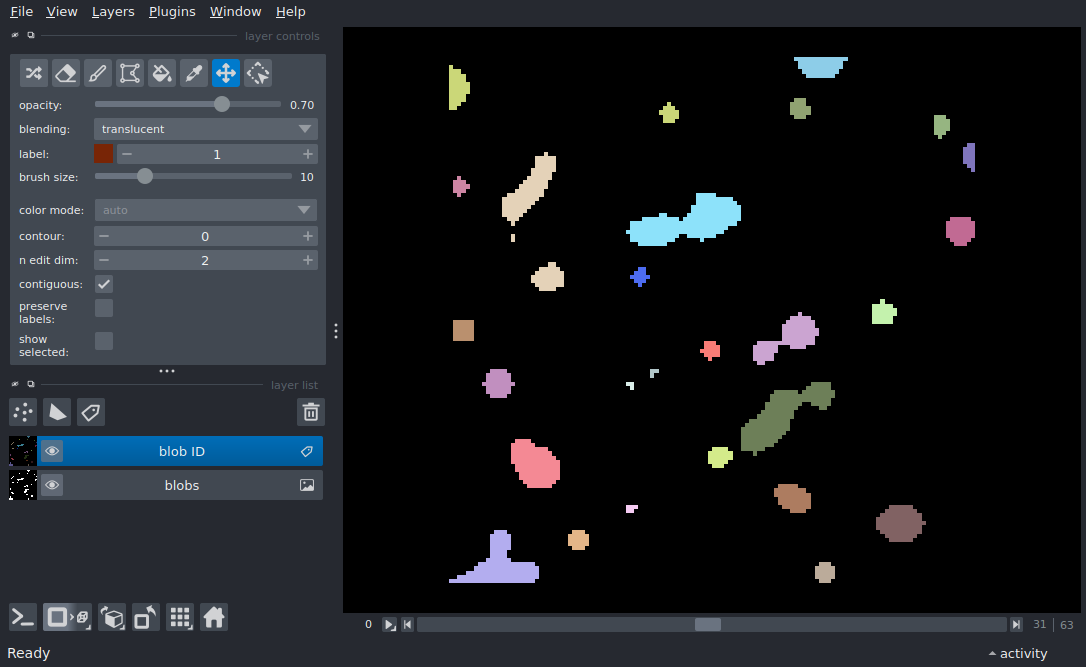 File View Layers Plugins Window Help
layer controls
opacity: 0.70
blending: translucent
label: 1
brush size: 10
color mode: auto
contour: 0
n edit dim: 2
contiguous:
preserve
labels:
show
selected:
layer list
blob ID
blobs
0 31 63
Ready activity